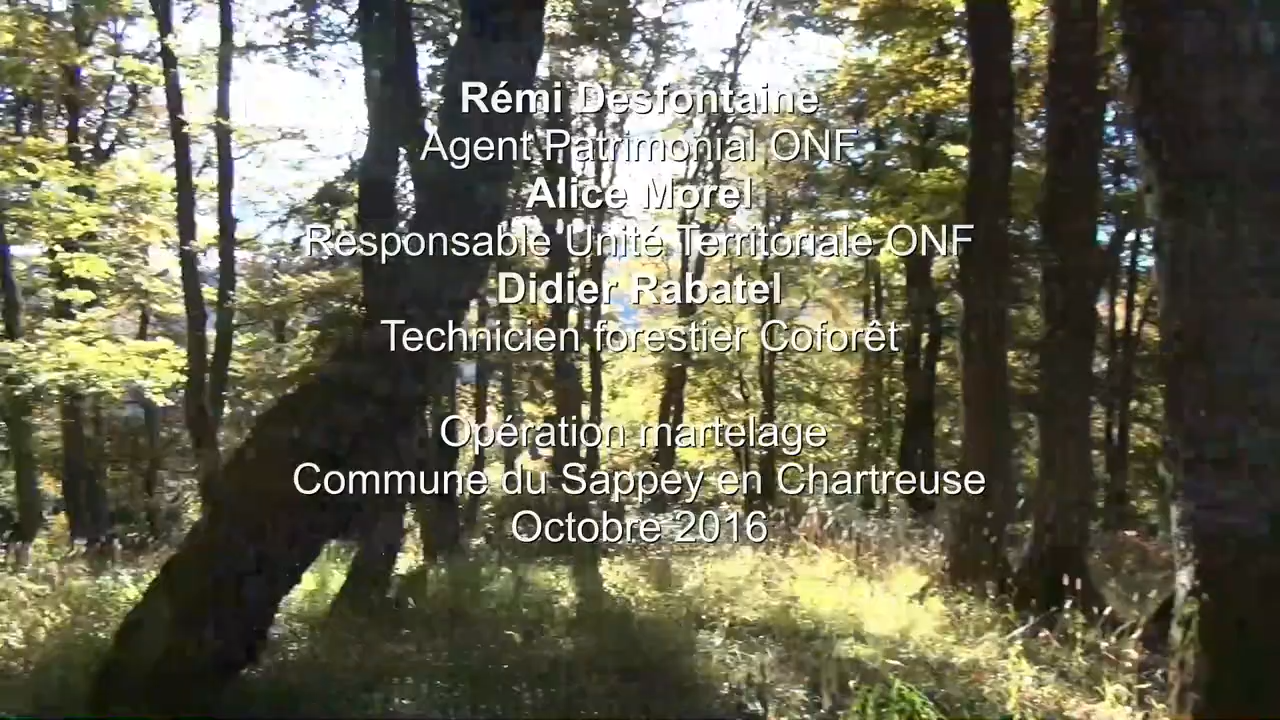 Rémi Desfontaine
Agent Patrimonial ONF
Alice Morel
Responsable Unité Territoriale ONF
Didier Rabatel
Technicien forestier Coforêt
Opération martelage
Commune du Sappey en Chartreuse
Octobre 2016